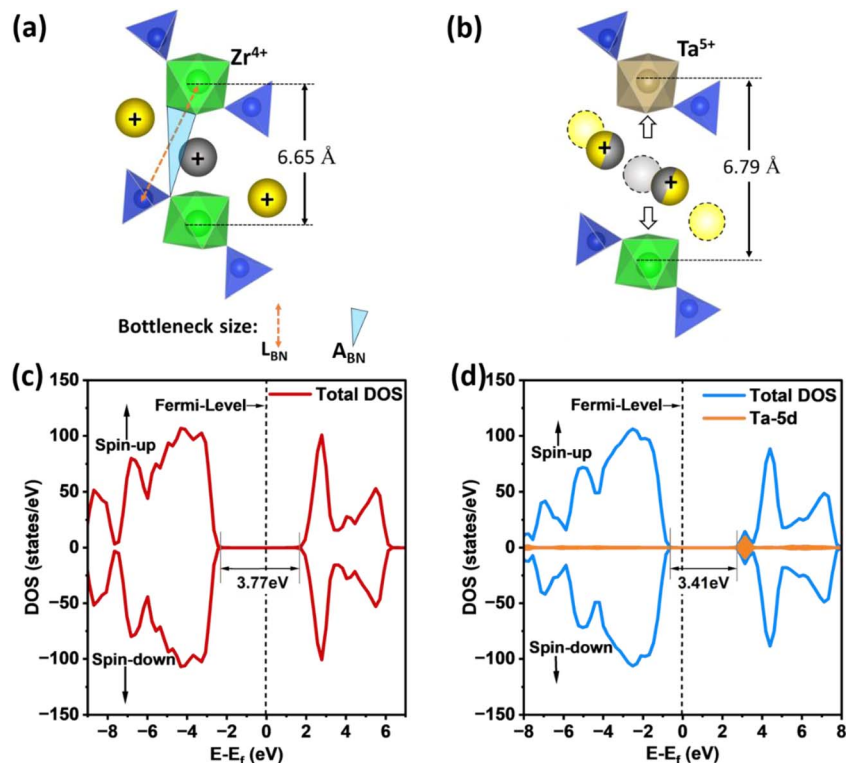 (a)
Zr4+
+
+
+
6.65 Å
Bottleneck size:
LBN
ABN
(b)
Ta5+
+
+
6.79 Å
(c)
150
100
50
0
−50
−100
−150
DOS (states/eV)
Fermi-Level→
Total DOS
Spin-up
3.77eV
Spin-down
−8 −6 −4 −2 0 2 4 6
E-Ef (eV)
(d)
150
100
50
0
−50
−100
−150
DOS (states/eV)
Fermi-Level→
Total DOS
Ta-5d
Spin-up
3.41eV
Spin-down
−8 −6 −4 −2 0 2 4 6 8
E-Ef (eV)